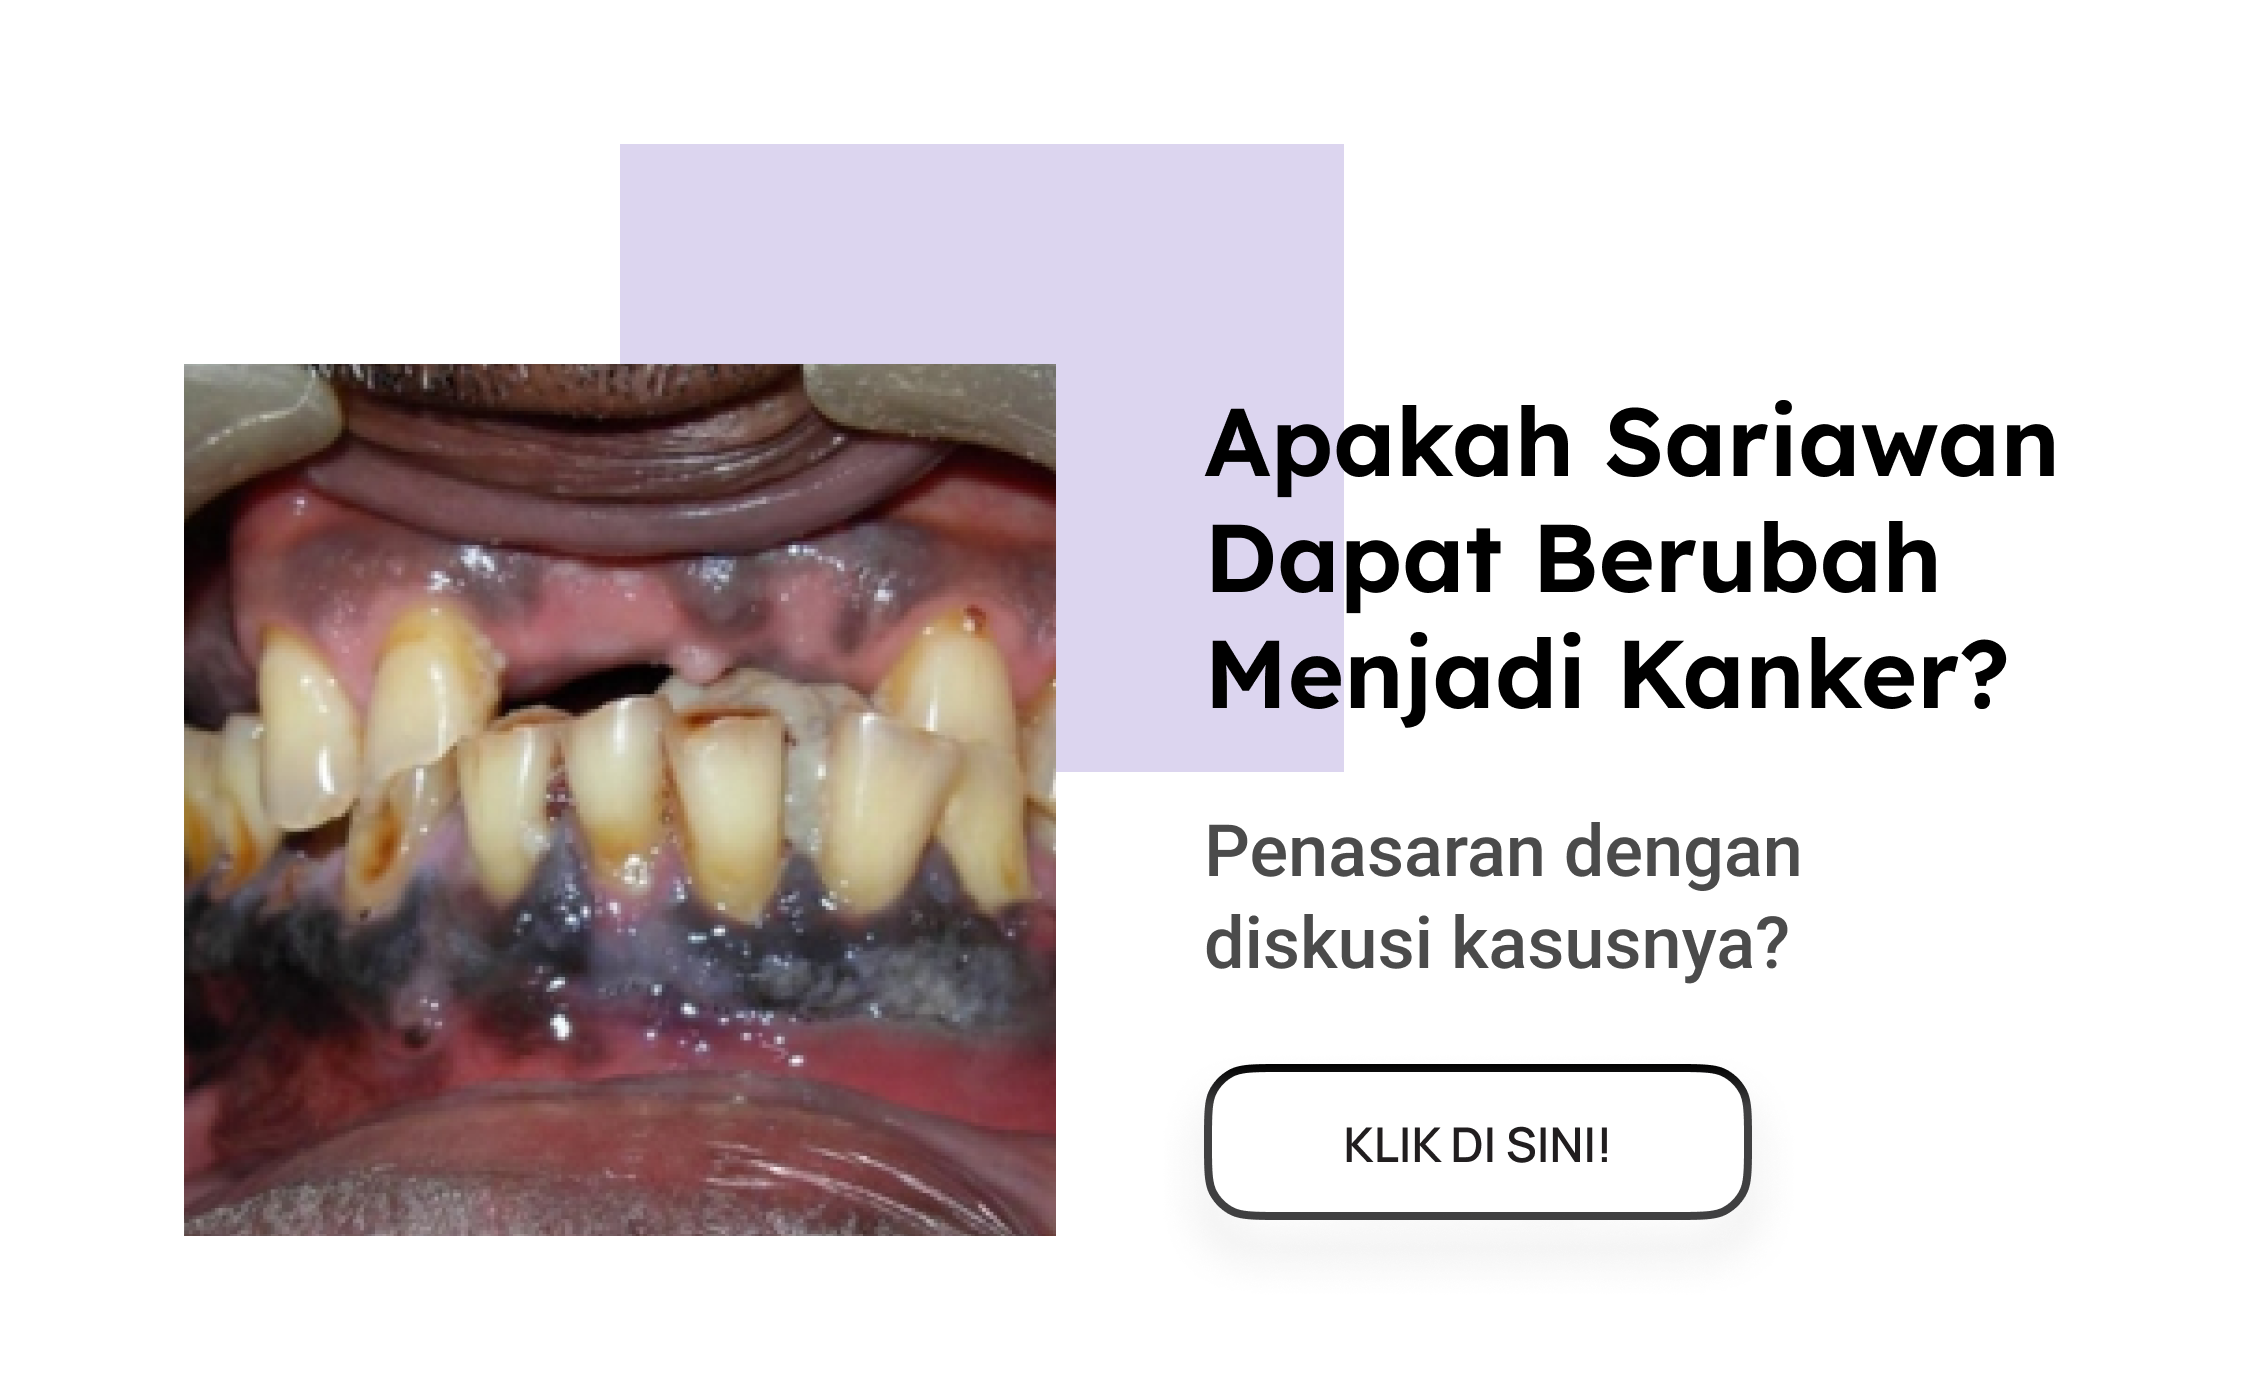 Apakah Sariawan
Dapat Berubah
Menjadi Kanker?
Penasaran dengan
diskusi kasusnya?
KLIK DI SINI!